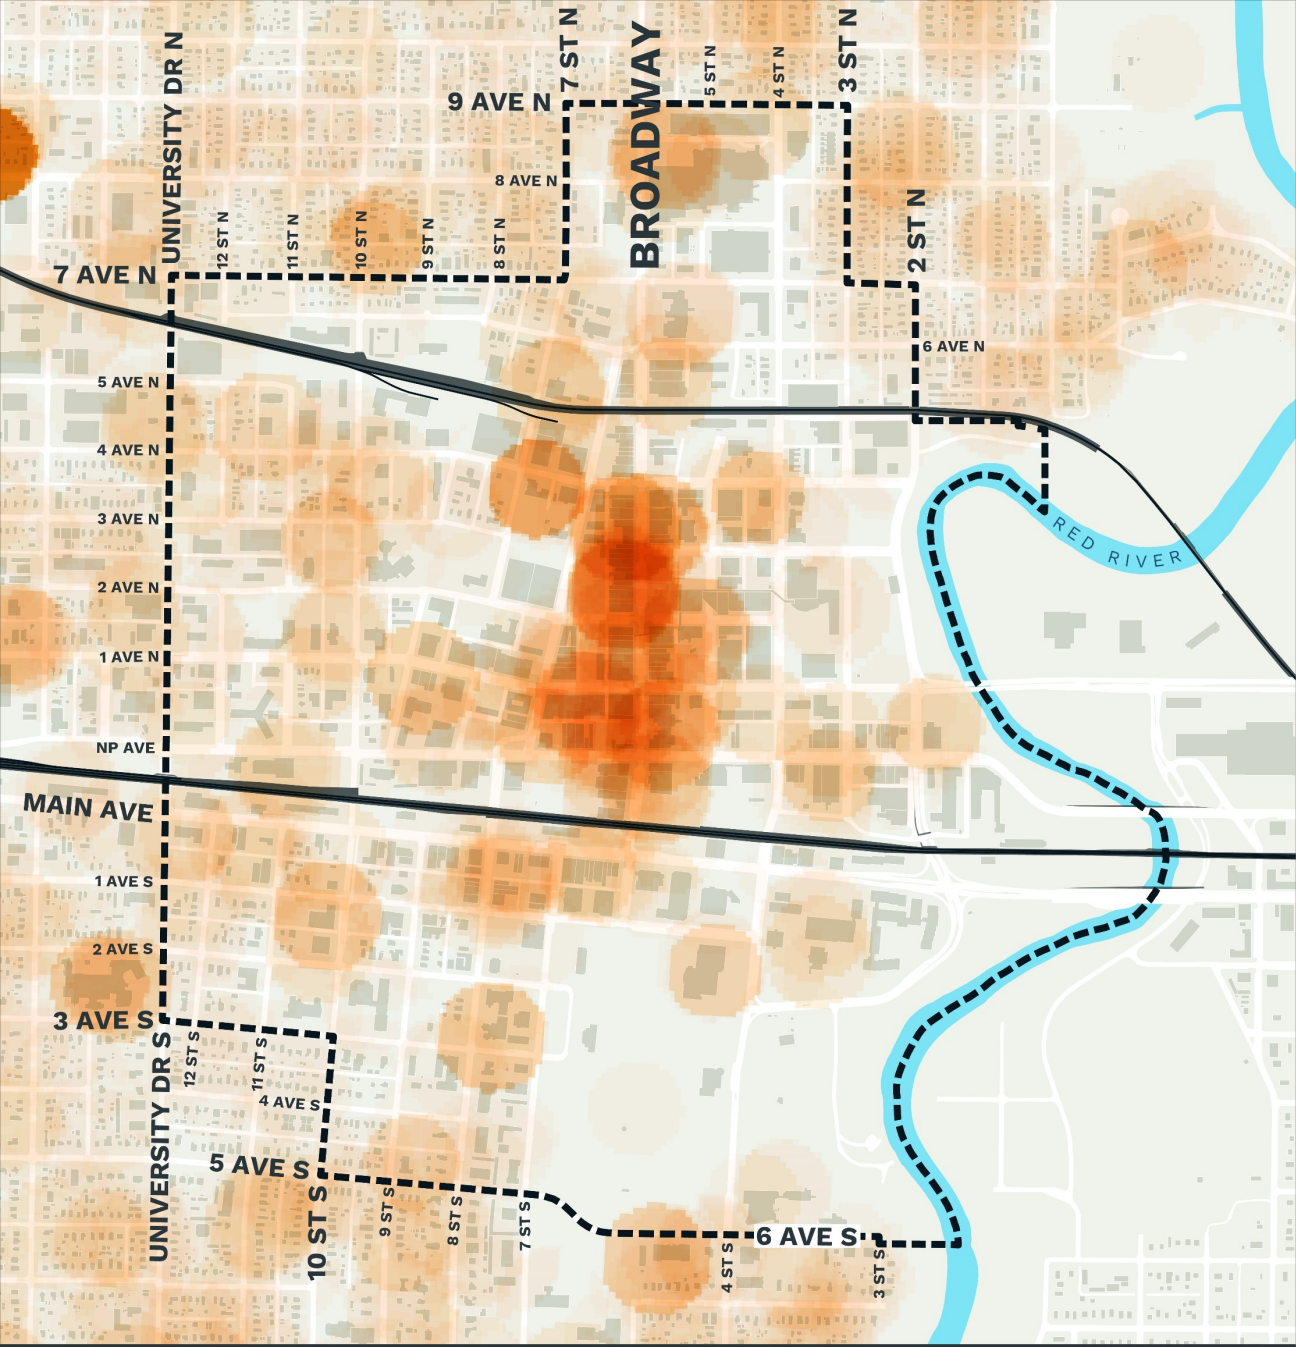 7 ST N
BROADWAY
5 ST N
4 ST N
3 ST N
UNIVERSITY DR N
9 AVE N
8 AVE N
12 ST N
11 ST N
10 ST N
9 ST N
8 ST N
2 ST N
7 AVE N
6 AVE N
5 AVE N
4 AVE N
3 AVE N
RED RIVER
2 AVE N
1 AVE N
NP AVE
MAIN AVE
1 AVE S
2 AVE S
3 AVE S
UNIVERSITY DR S
12 ST S
11 ST S
4 AVE S
5 AVE S
10 ST S
9 ST S
8 ST S
7 ST S
6 AVE S
4 ST S
3 ST S